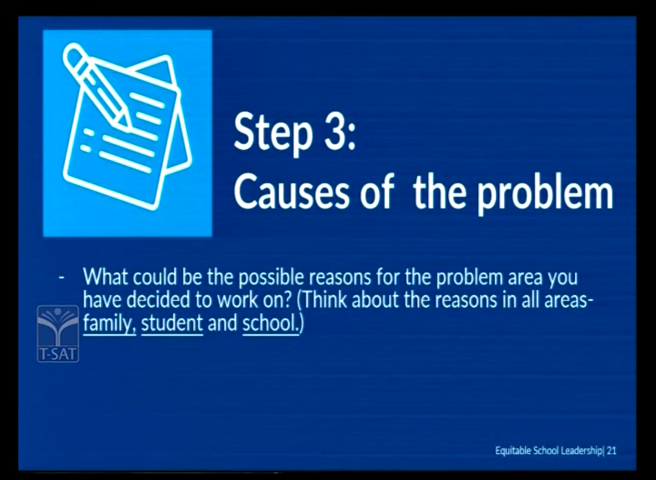 Step 3:
Causes of the problem
- What could be the possible reasons for the problem area you
have decided to work on? (Think about the reasons in all areas-
family, student and school.)
T-SAT
Equitable School Leadership| 21